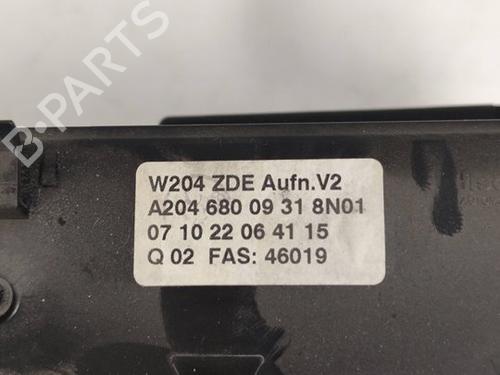 B-PARTS
W204 ZDE Aufn.V2
A204 680 09 31 8N01
07 10 22 06 41 15
Q 02 FAS: 46019